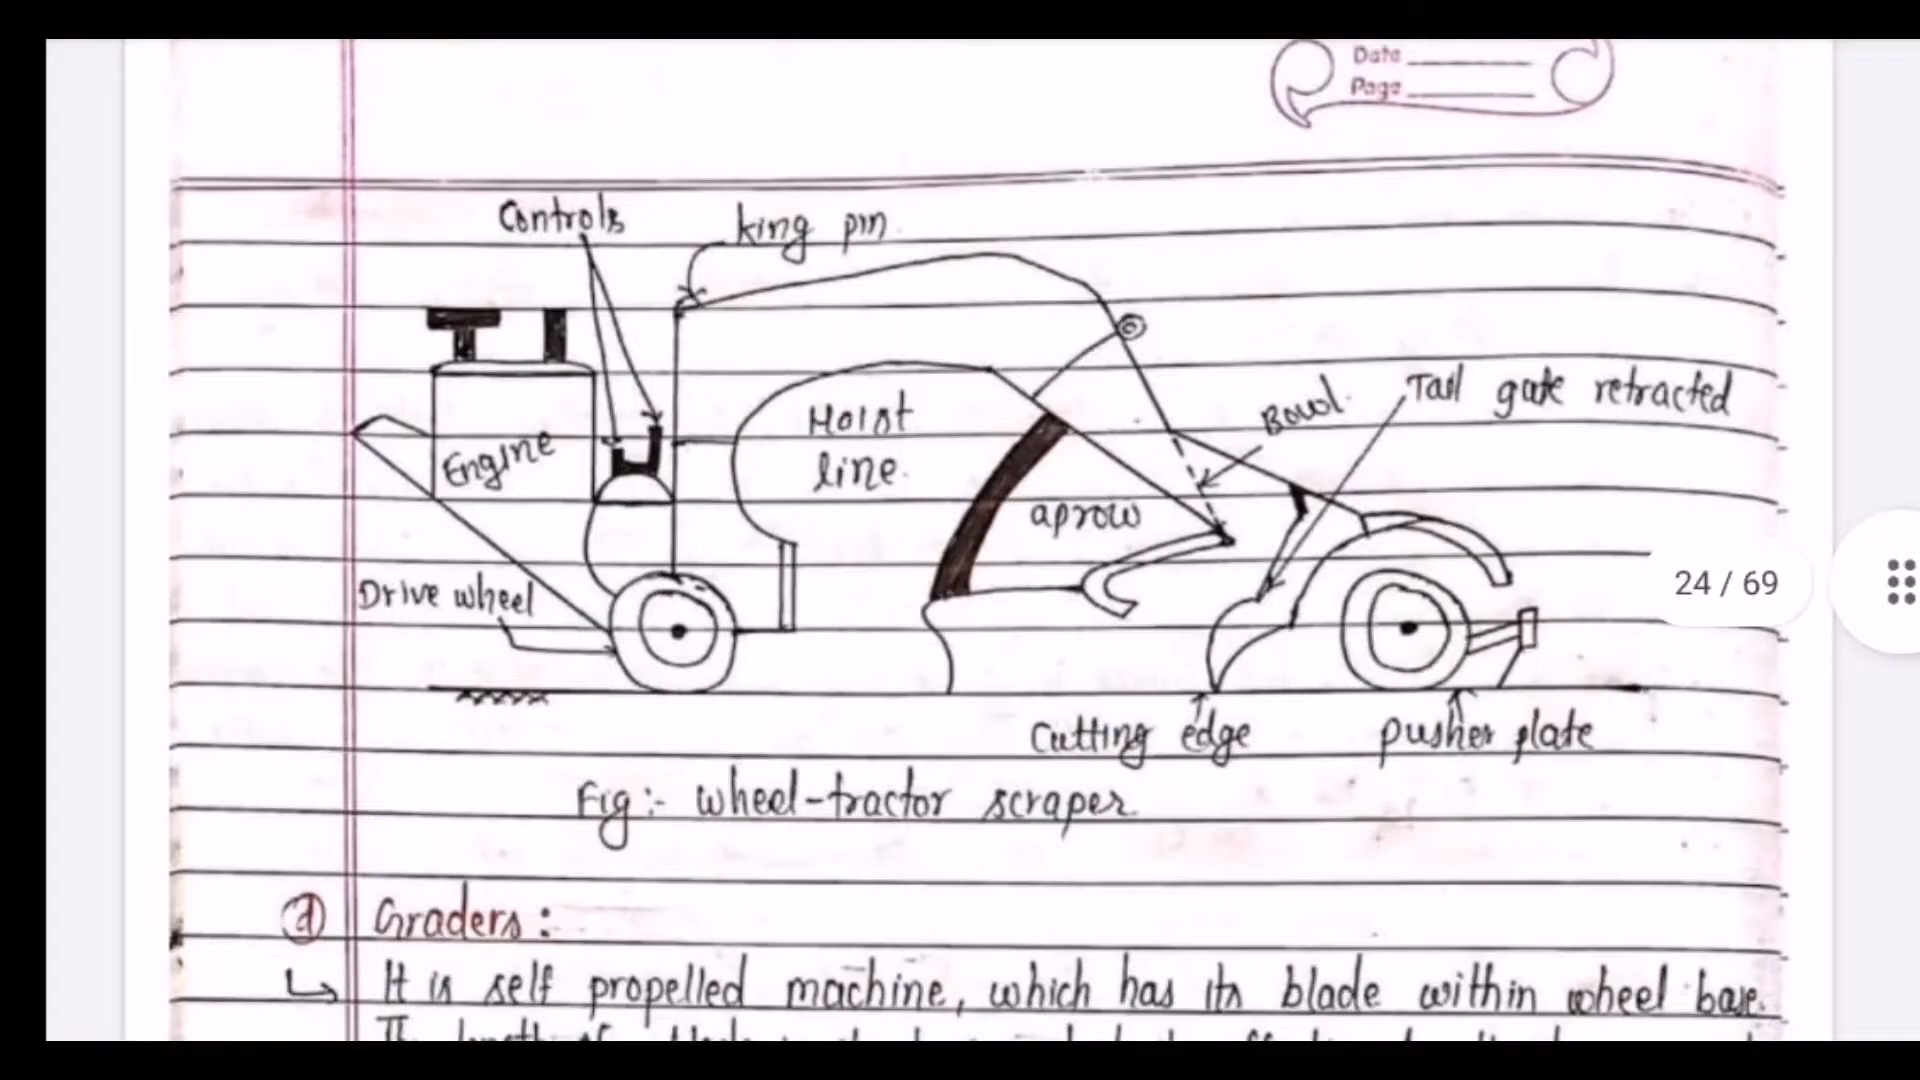 Date
Page
Controls
king pin
Engine
Hoist
line.
Bowl.
Tail gate retracted
aprow
Drive wheel
24 / 69
Cutting edge
pusher plate
Fig:- wheel-tractor scraper
d Graders:
↳ It is self propelled machine, which has its blade within wheel base.